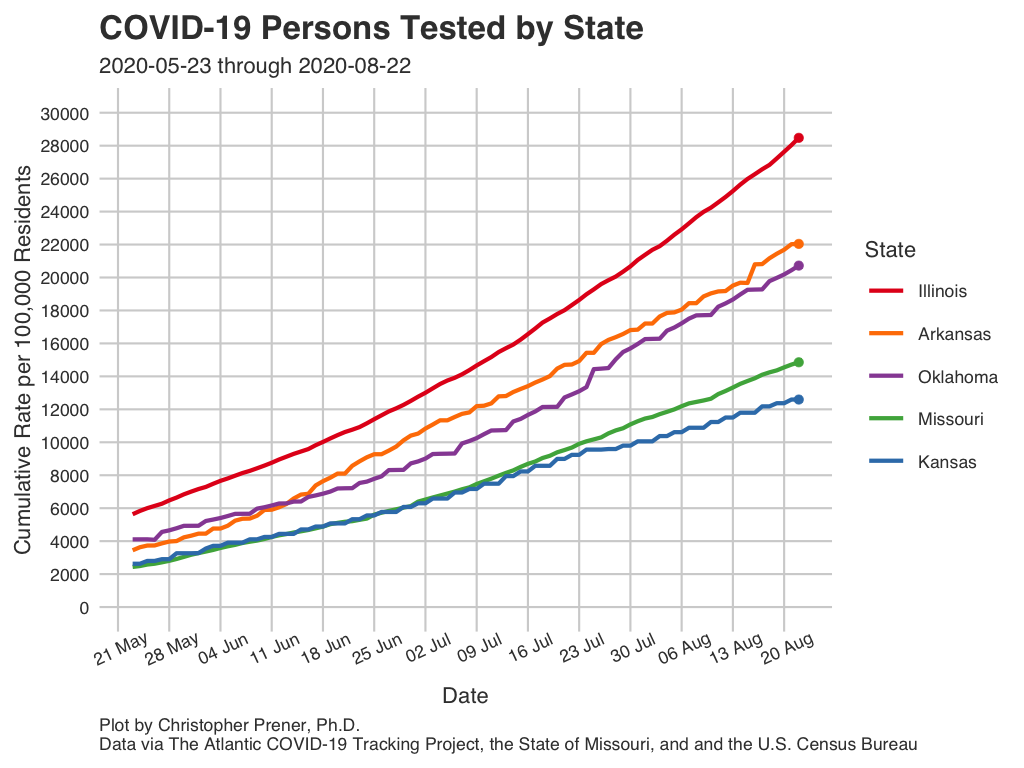 COVID-19 Persons Tested by State
2020-05-23 through 2020-08-22
Cumulative Rate per 100,000 Residents
30000
28000
26000
24000
22000
20000
18000
16000
14000
12000
10000
8000
6000
4000
2000
0
21 May
28 May
04 Jun
11 Jun
18 Jun
25 Jun
02 Jul
09 Jul
16 Jul
23 Jul
30 Jul
06 Aug
13 Aug
20 Aug
Date
State
Illinois
Arkansas
Oklahoma
Missouri
Kansas
Plot by Christopher Prener, Ph.D.
Data via The Atlantic COVID-19 Tracking Project, the State of Missouri, and and the U.S. Census Bureau